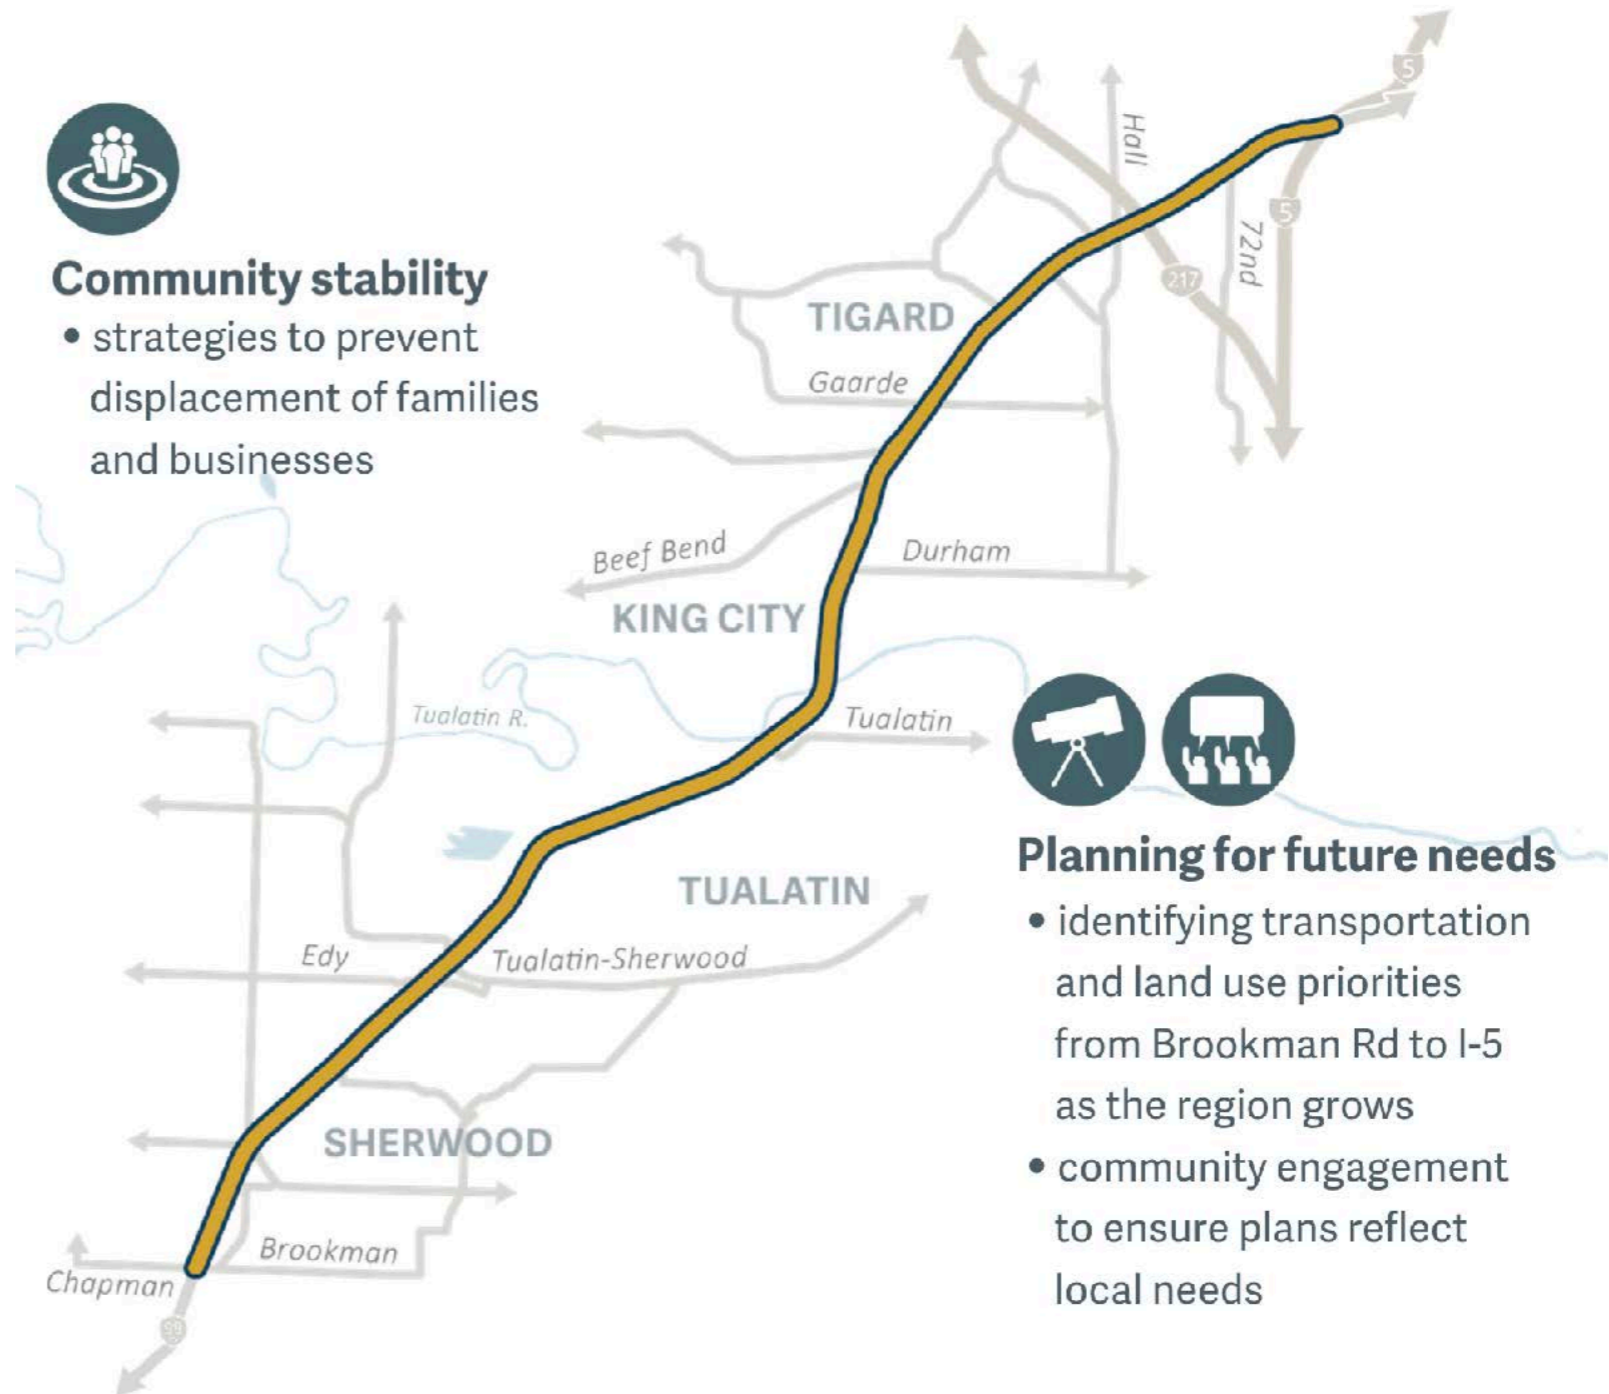 5
Hall
5
72nd
217
Community stability
• strategies to prevent
displacement of families
and businesses
TIGARD
Gaarde
Beef Bend
Durham
KING CITY
Tualatin R.
Tualatin
TUALATIN
Edy
Tualatin-Sherwood
SHERWOOD
Brookman
Chapman
99
Planning for future needs
• identifying transportation
and land use priorities
from Brookman Rd to I-5
as the region grows
• community engagement
to ensure plans reflect
local needs